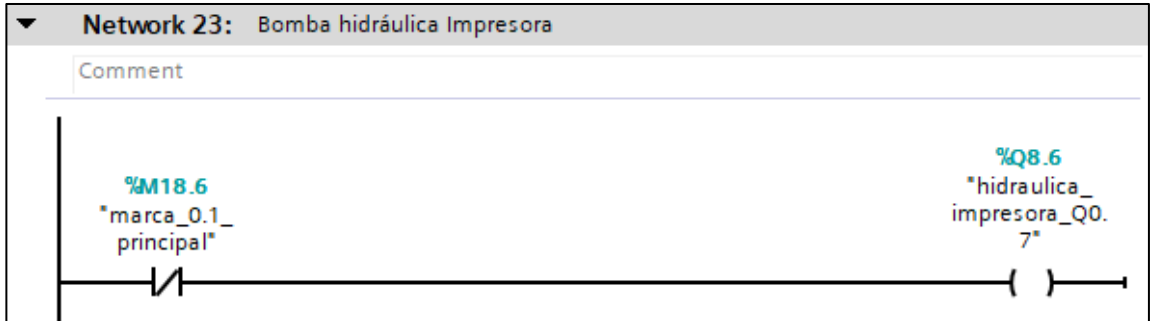 Network 23: Bomba hidráulica Impresora
Comment
%M18.6
"marca_0.1_
principal"
%Q8.6
"hidraulica_
impresora_Q0.
7"